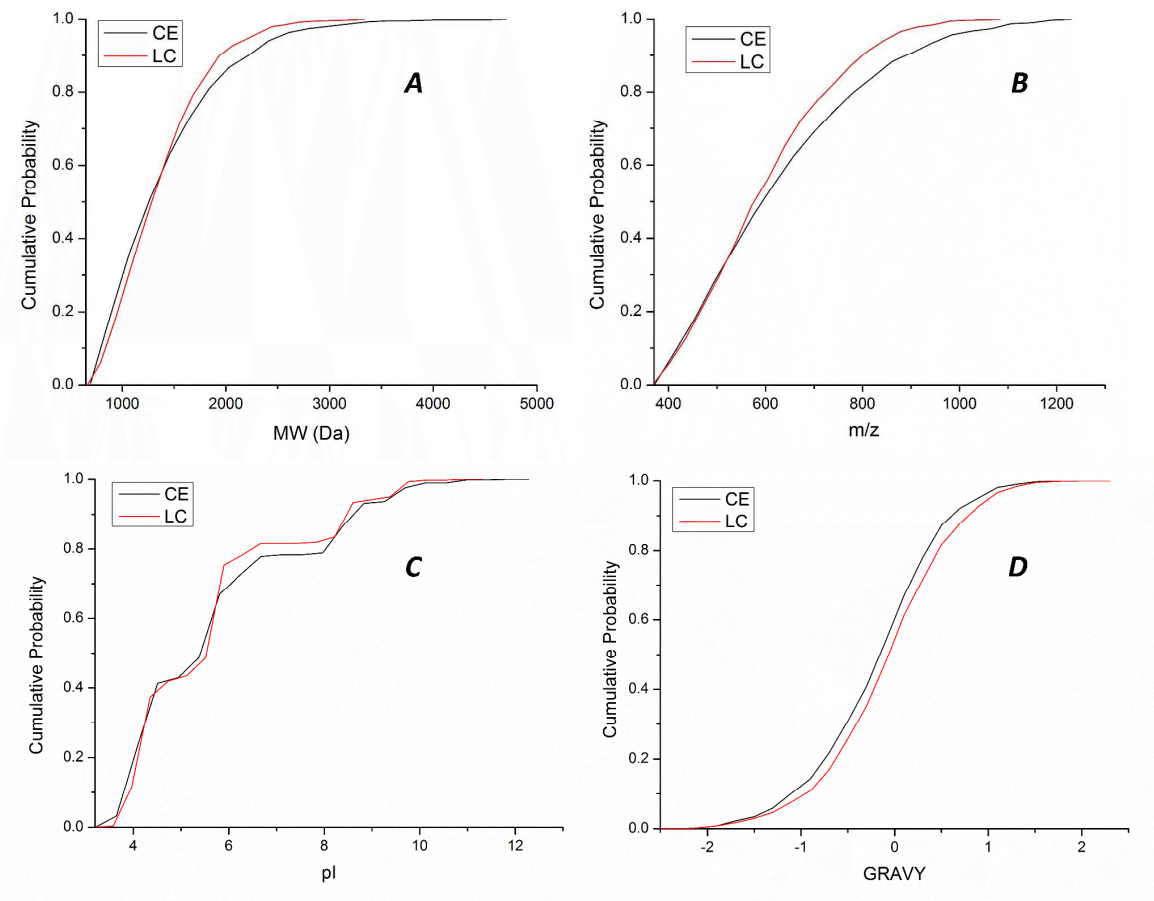 CE
LC
A
Cumulative Probability
1.0
0.8
0.6
0.4
0.2
0.0
1000 2000 3000 4000 5000
MW (Da)
CE
LC
B
Cumulative Probability
1.0
0.8
0.6
0.4
0.2
0.0
400 600 800 1000 1200
m/z
CE
LC
C
Cumulative Probability
1.0
0.8
0.6
0.4
0.2
0.0
4 6 8 10 12
pI
CE
LC
D
Cumulative Probability
1.0
0.8
0.6
0.4
0.2
0.0
-2 -1 0 1 2
GRAVY